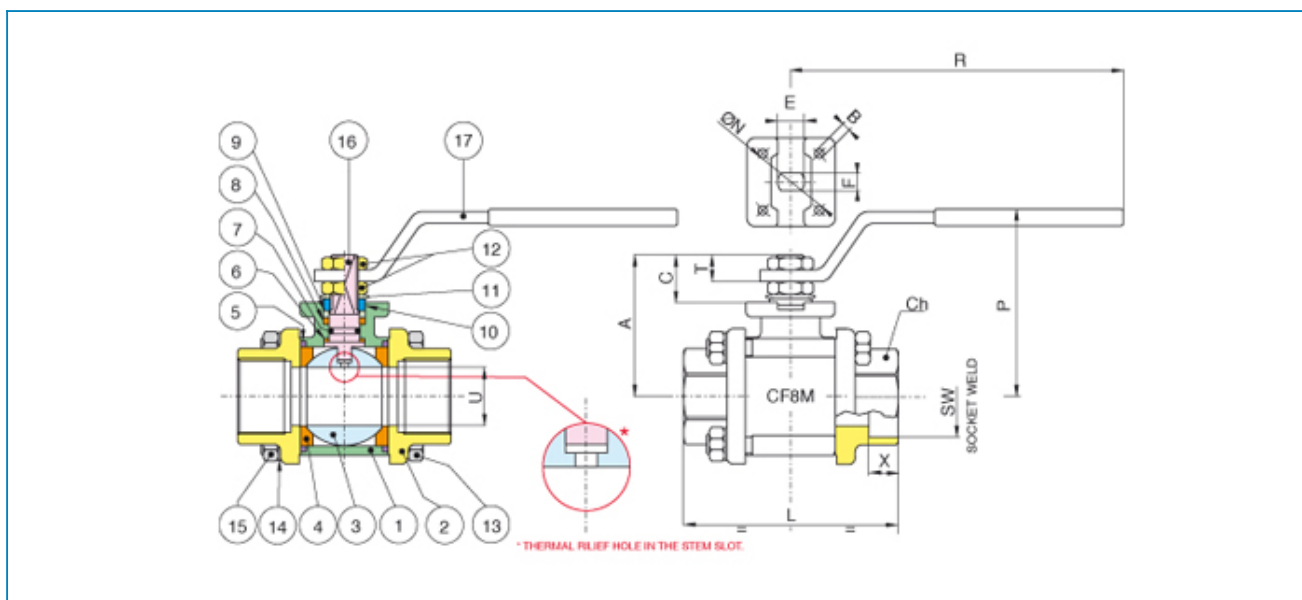 R
E
ØN
B
F
9
16
17
8
7
12
6
11
5
10
C
T
A
P
Ch
CF8M
U
SW
SOCKET WELD
X
*
L
=
=
15
14
4
3
1
2
13
* THERMAL RILIEF HOLE IN THE STEM SLOT.